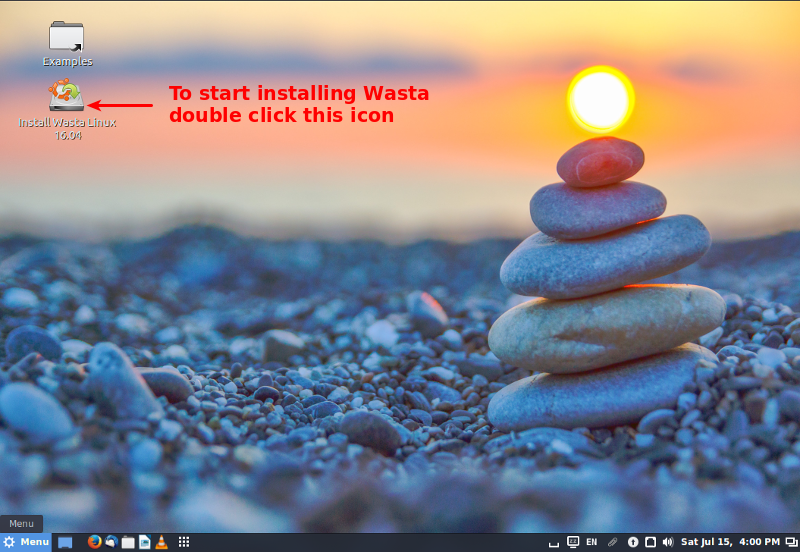 Examples
To start installing Wasta
double click this icon
Install Wasta Linux
16.04
Menu
Menu
EN
Sat Jul 15, 4:00 PM